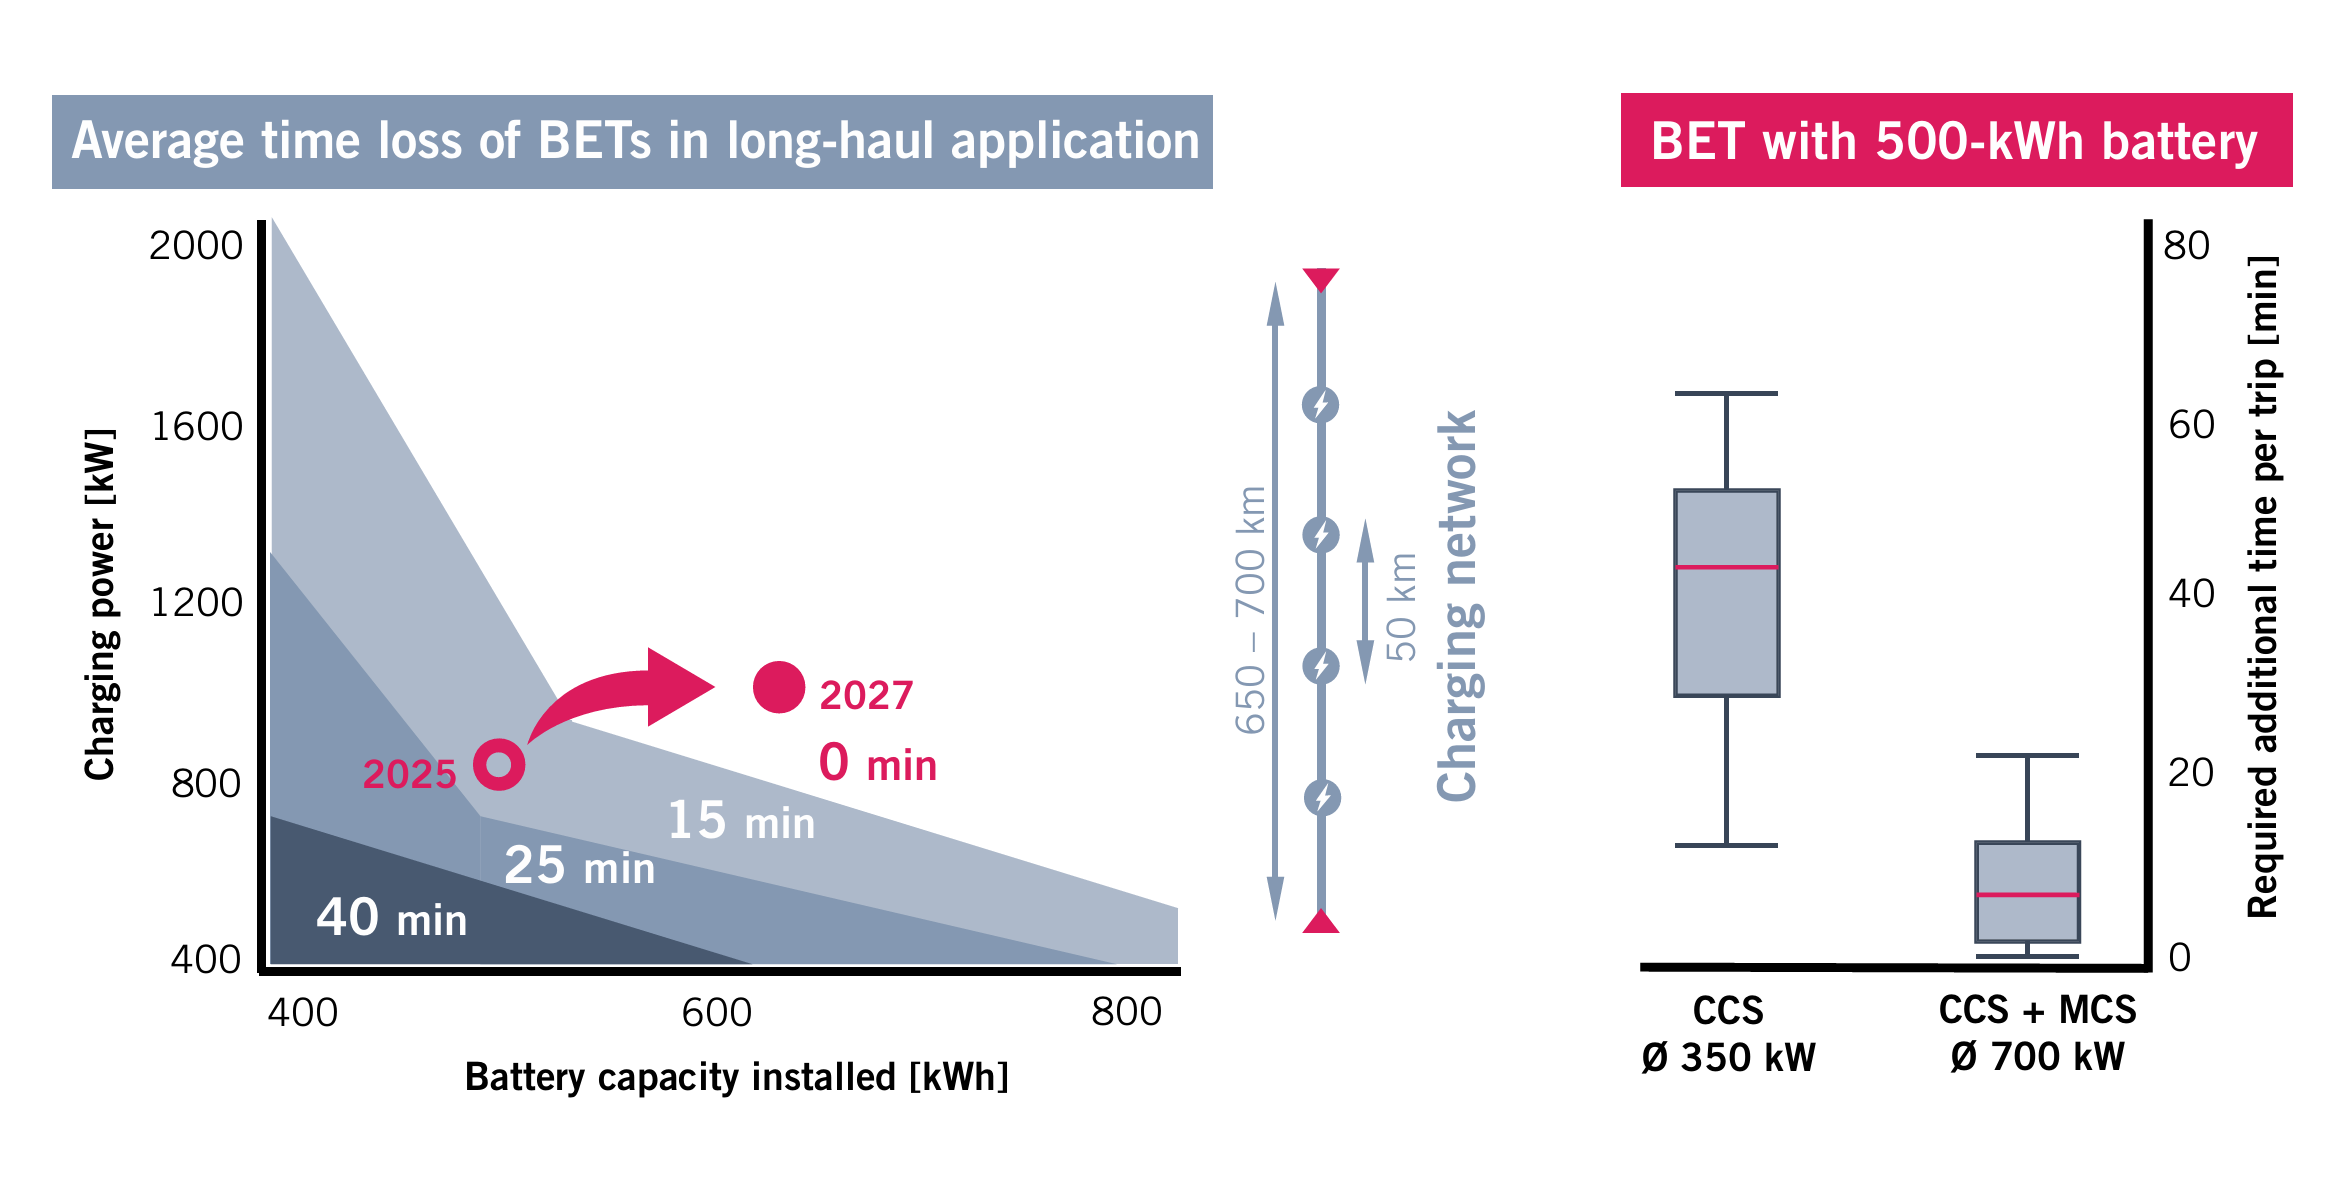 Average time loss of BETs in long-haul application
Charging power [kW]
2000
1600
1200
800
400
400
600
800
Battery capacity installed [kWh]
2025
2027
0 min
15 min
25 min
40 min
650 – 700 km
50 km
Charging network
BET with 500-kWh battery
80
60
40
20
0
Required additional time per trip [min]
CCS
Ø 350 kW
CCS + MCS
Ø 700 kW